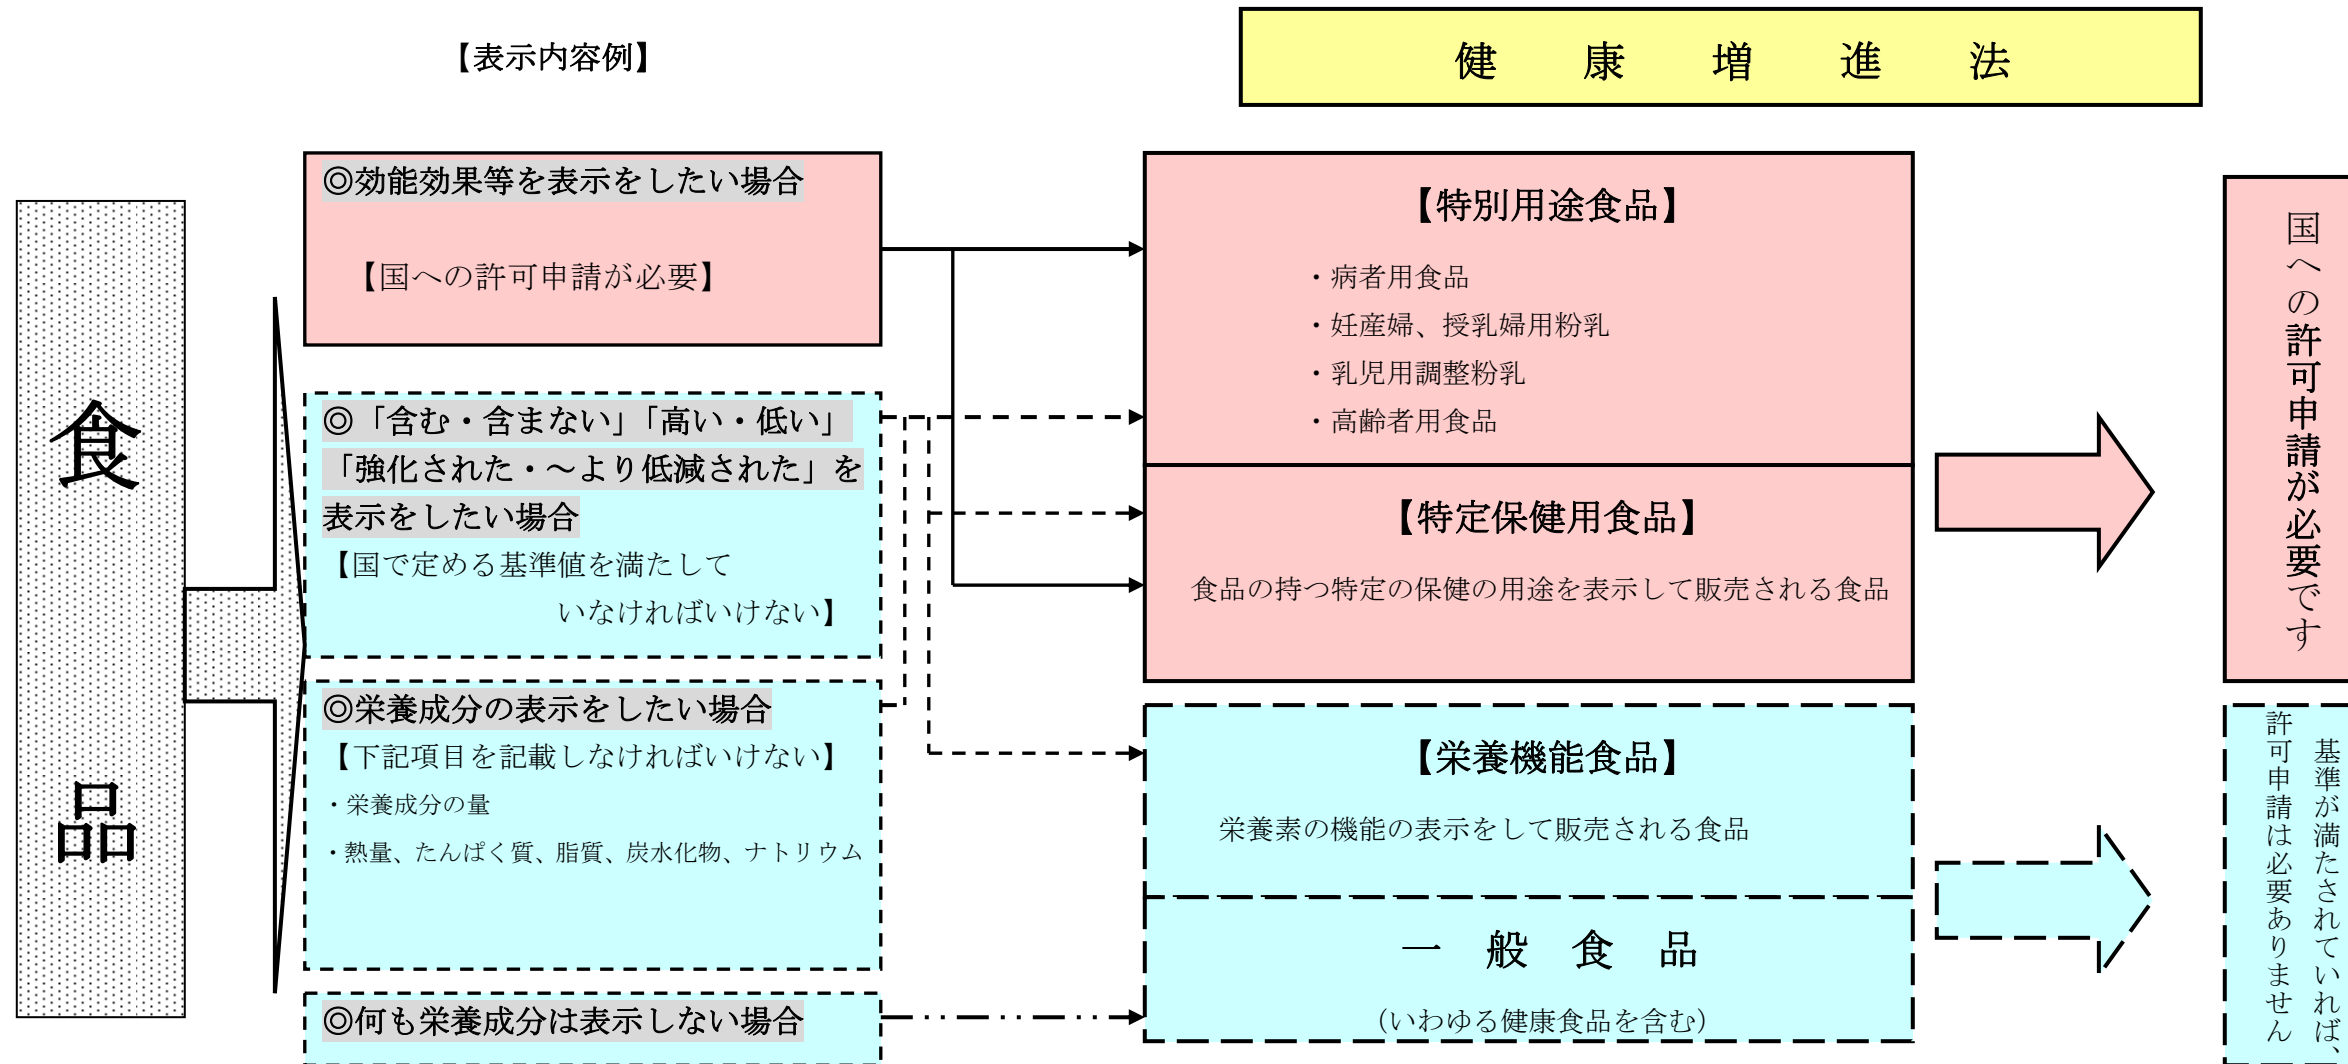 【表示内容例】
健 康 増 進 法
食品
◎効能効果等を表示をしたい場合
【国への許可申請が必要】
◎「含む・含まない」「高い・低い」
「強化された・～より低減された」を
表示をしたい場合
【国で定める基準値を満たして
いなければいけない】
◎栄養成分の表示をしたい場合
【下記項目を記載しなければいけない】
・栄養成分の量
・熱量、たんぱく質、脂質、炭水化物、ナトリウム
◎何も栄養成分は表示しない場合
【特別用途食品】
・病者用食品
・妊産婦、授乳婦用粉乳
・乳児用調整粉乳
・高齢者用食品
【特定保健用食品】
食品の持つ特定の保健の用途を表示して販売される食品
【栄養機能食品】
栄養素の機能の表示をして販売される食品
一 般 食 品
（いわゆる健康食品を含む）
国への許可申請が必要です
基準が満たされていれば、
許可申請は必要ありません